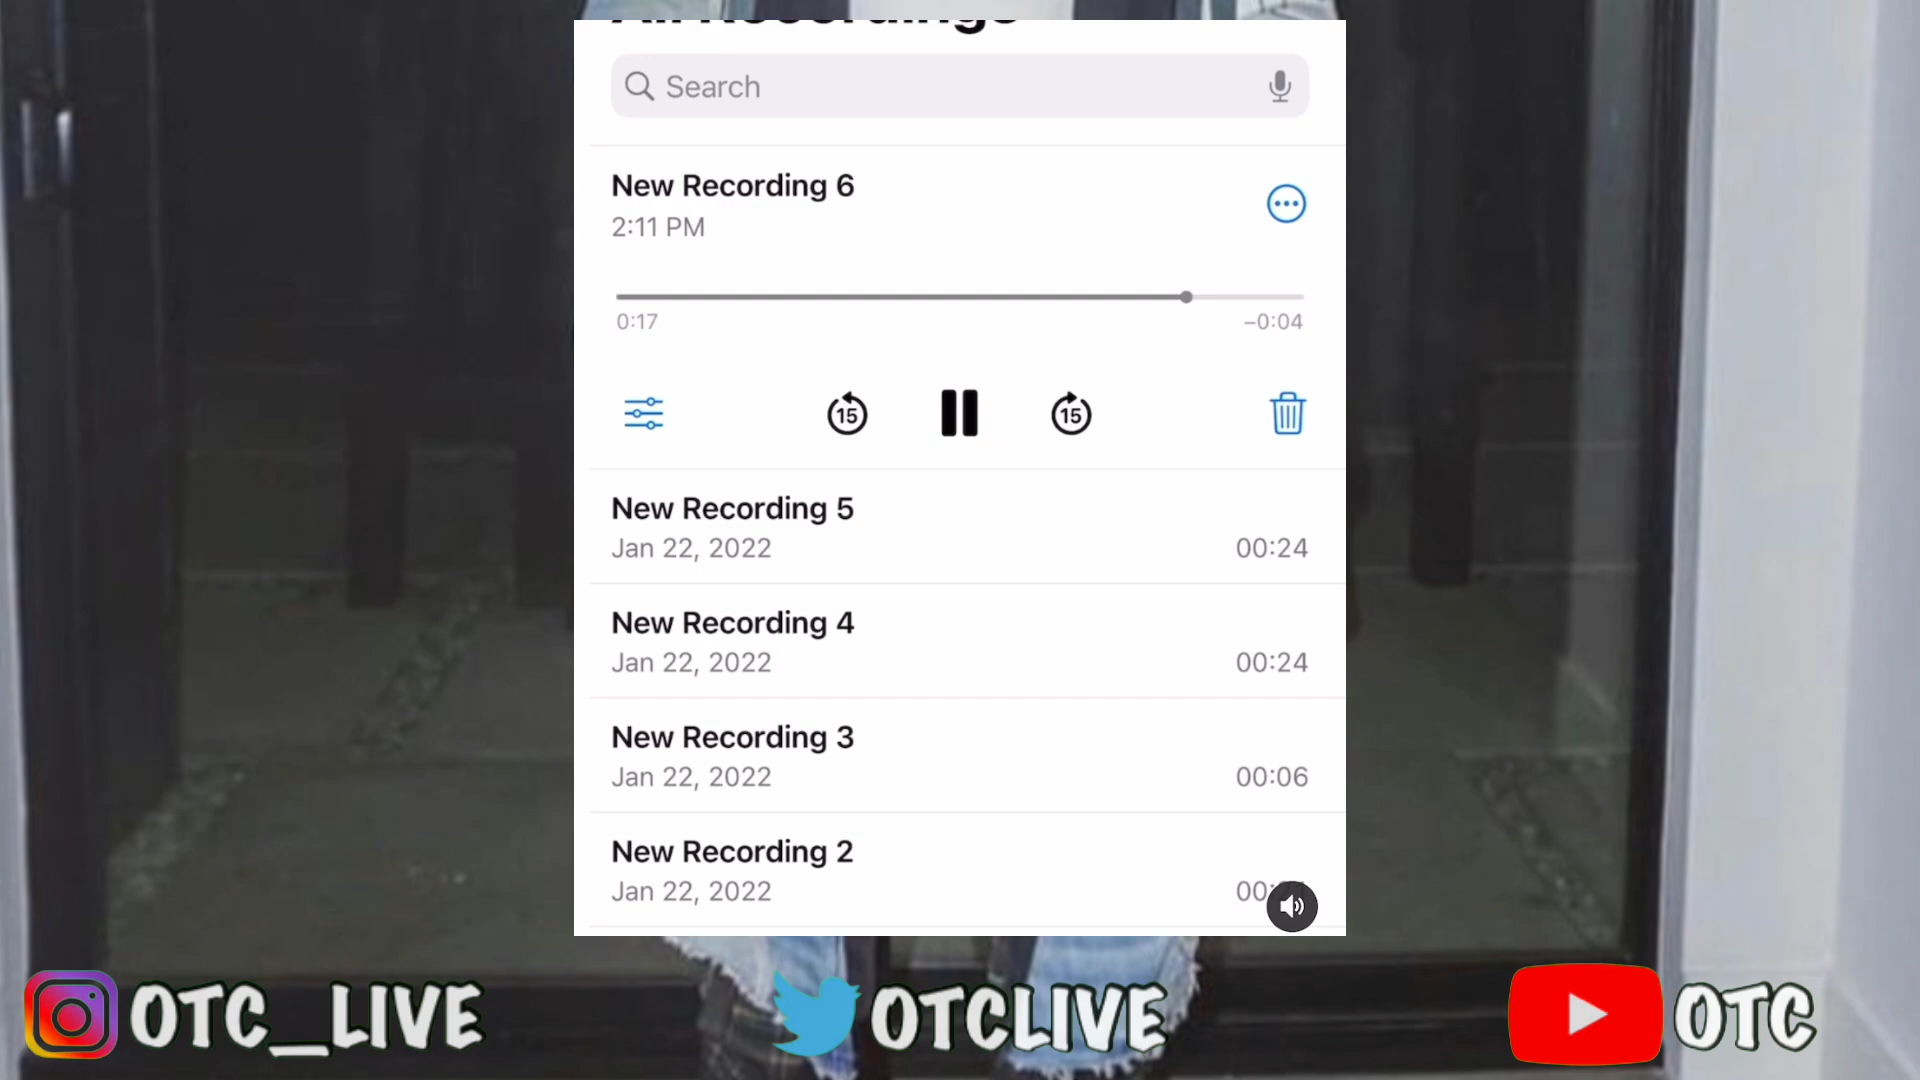 All Recordings
Search
New Recording 6
2:11 PM
0:17
–0:04
15
15
New Recording 5
Jan 22, 2022
00:24
New Recording 4
Jan 22, 2022
00:24
New Recording 3
Jan 22, 2022
00:06
New Recording 2
Jan 22, 2022
OTC_LIVE
OTCLIVE
OTC